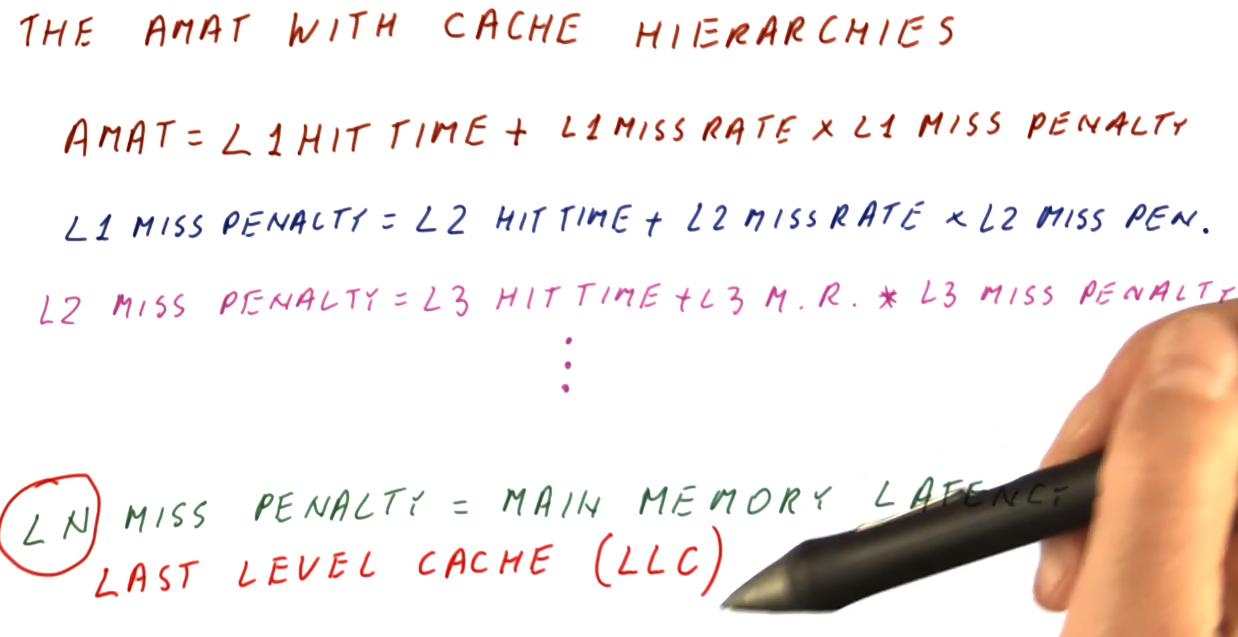 THE AMAT WITH CACHE HIERARCHIES
AMAT = L1 HIT TIME + L1 MISS RATE × L1 MISS PENALTY
L1 MISS PENALTY = L2 HIT TIME + L2 MISS RATE × L2 MISS PEN.
L2 MISS PENALTY = L3 HIT TIME + L3 M.R. * L3 MISS PENALTY
⋮
LN MISS PENALTY = MAIN MEMORY LATENCY
LAST LEVEL CACHE (LLC)